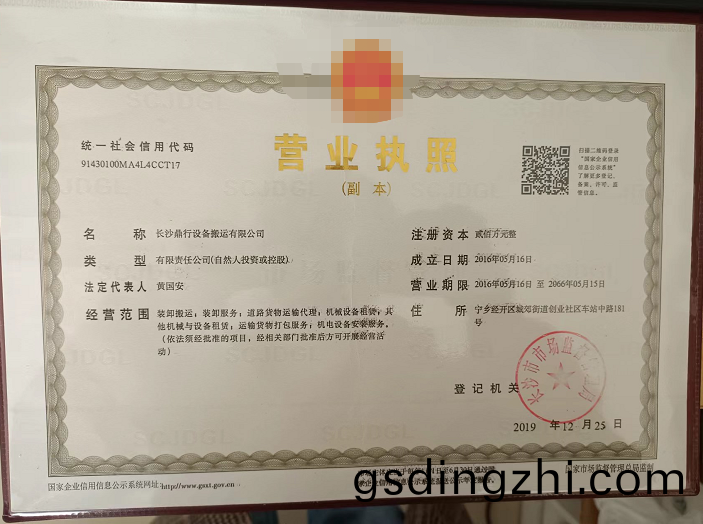 统一社会信用代码
91430100MA4L4CCT17
营业执照
(副 本)
扫描二维码登录
“国家企业信用
信息公示系统”
了解更多登记、
备案、许可、监
管信息。
名 称 长沙鼎行设备搬运有限公司
类 型 有限责任公司(自然人投资或控股)
法定代表人 黄国安
经营范围 装卸搬运;装卸服务;道路货物运输代理;机械设备租赁;其
他机械与设备租赁;运输货物打包服务;机电设备安装服务。
(依法须经批准的项目,经相关部门批准后方可开展经营活
动)
注册资本 贰佰万元整
成立日期 2016年05月16日
营业期限 2016年05月16日 至 2066年05月15日
住 所 宁乡经开区城郊街道创业社区车站中路181
号
登记机关
长沙市市场监督管理局
2019 年 12 月 25 日
国家企业信用信息公示系统网址:http://www.gsxt.gov.cn
国家市场监督管理总局监制
gsdingzhi.com